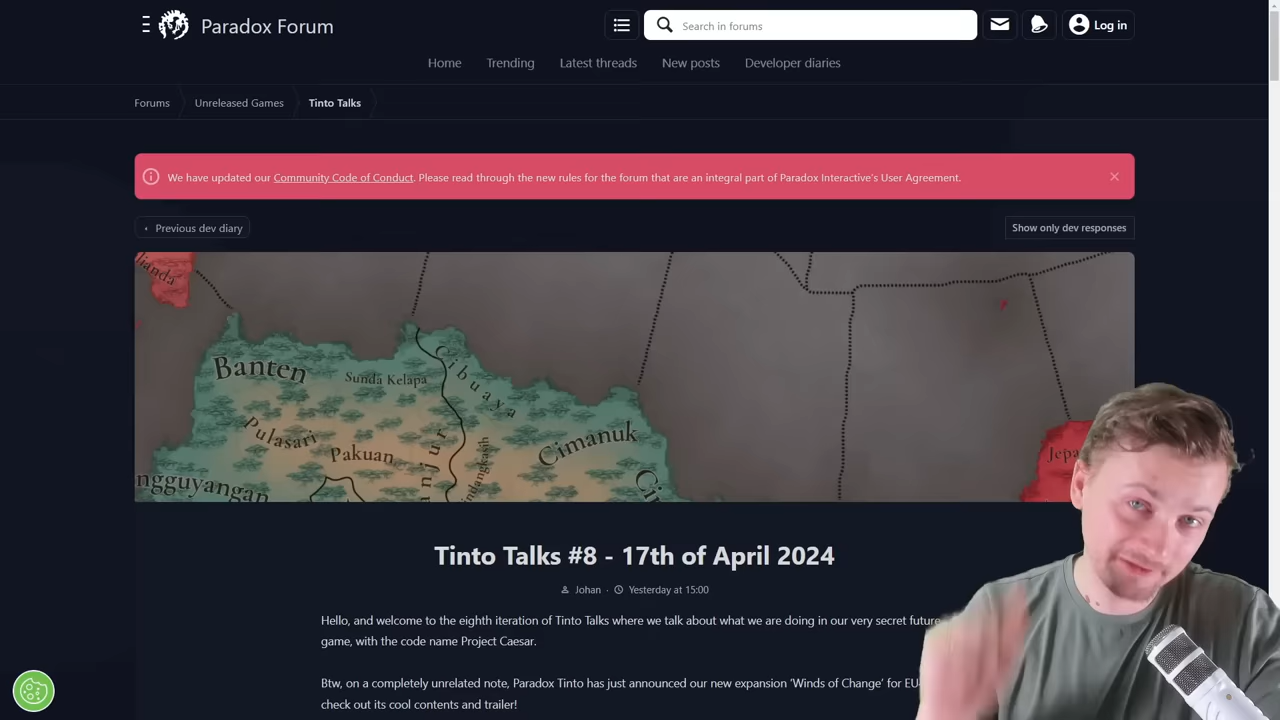 Paradox Forum
Search in forums
Log in
Home
Trending
Latest threads
New posts
Developer diaries
Forums
Unreleased Games
Tinto Talks
We have updated our Community Code of Conduct. Please read through the new rules for the forum that are an integral part of Paradox Interactive's User Agreement.
Previous dev diary
Show only dev responses
Banten
Sunda Kelapa
Cibuaya
Pulasari
Pakuan
Cimanuk
Jepa
ngguyangan
Tinto Talks #8 - 17th of April 2024
Johan · Yesterday at 15:00
Hello, and welcome to the eighth iteration of Tinto Talks where we talk about what we are doing in our very secret future
game, with the code name Project Caesar.
Btw, on a completely unrelated note, Paradox Tinto has just announced our new expansion 'Winds of Change' for EU
check out its cool contents and trailer!